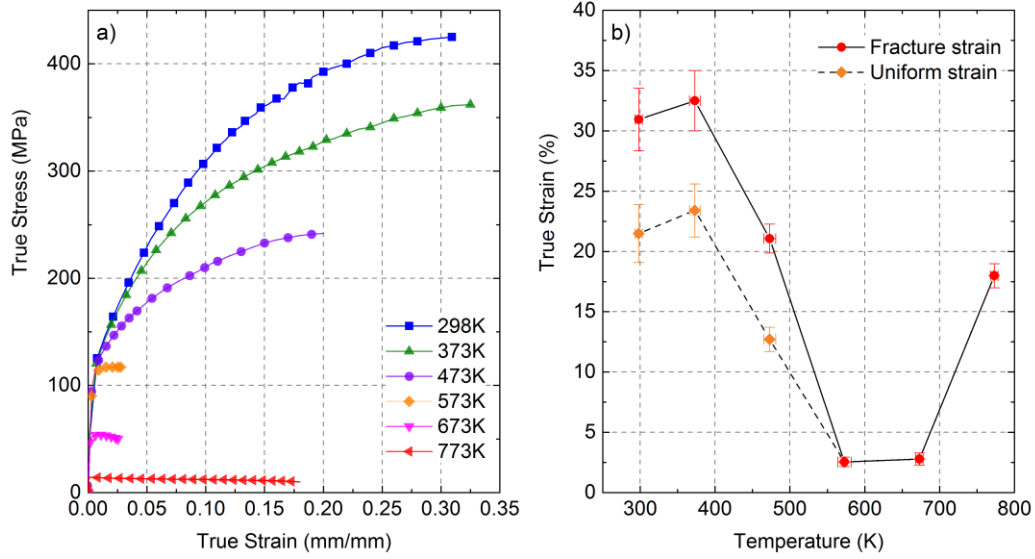 a)
400
300
200
100
0
True Stress (MPa)
298K
373K
473K
573K
673K
773K
0.00 0.05 0.10 0.15 0.20 0.25 0.30 0.35
True Strain (mm/mm)
b)
Fracture strain
Uniform strain
40
35
30
25
20
15
10
5
0
True Strain (%)
300 400 500 600 700 800
Temperature (K)